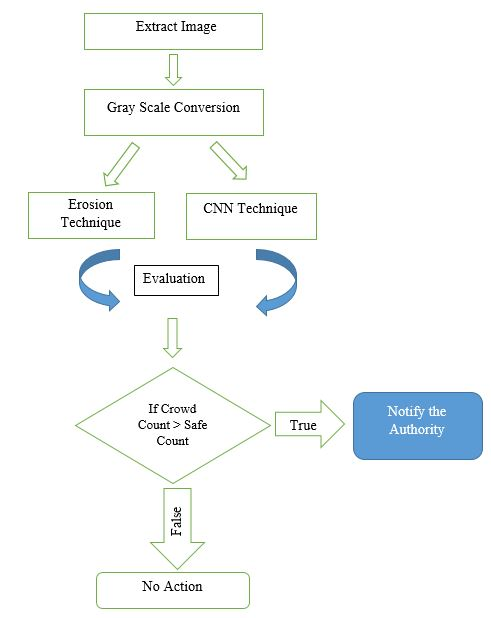 Extract Image
Gray Scale Conversion
Erosion
Technique
CNN Technique
Evaluation
If Crowd
Count > Safe
Count
True
Notify the
Authority
False
No Action